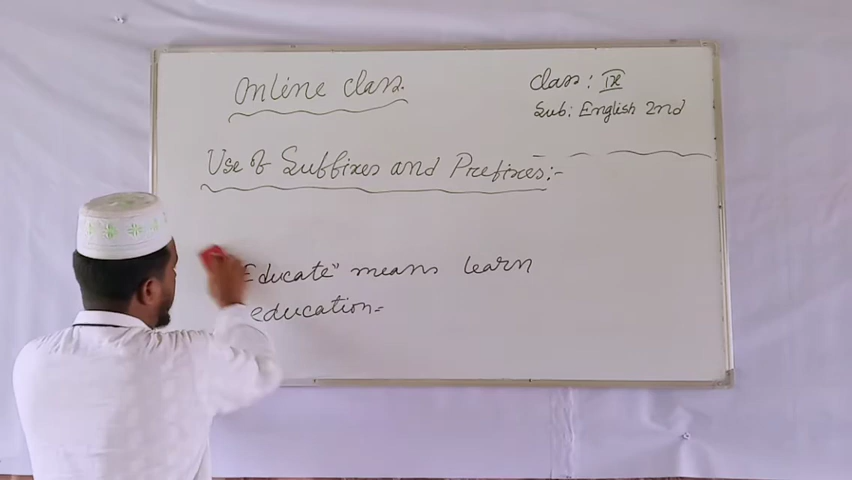 Online class.
class: IX
Sub: English 2nd
Use of Suffixes and Prefixes:-
Educate" means learn
education-